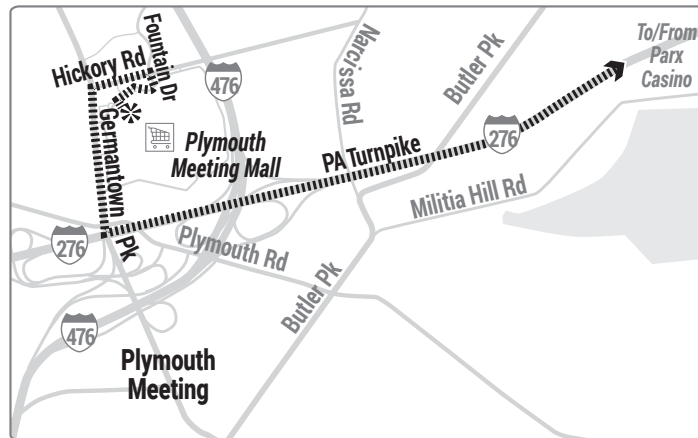 Fountain Dr
Hickory Rd
Germantown
Pk
476
Narcissa Rd
Butler Pk
To/From
Parx
Casino
276
Plymouth
Meeting Mall
PA Turnpike
Militia Hill Rd
276
Plymouth Rd
Butler Pk
476
Plymouth
Meeting